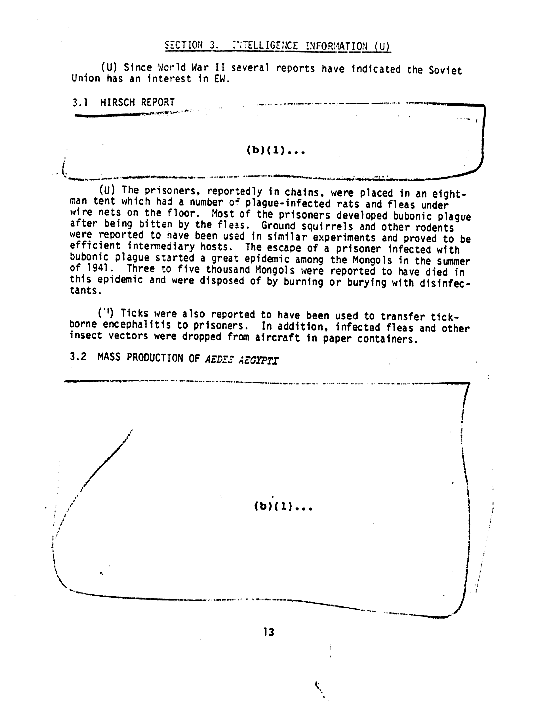 SECTION 3. INTELLIGENCE INFORMATION (U)
(U) Since World War II several reports have indicated the Soviet
Union has an interest in EW.
3.1 HIRSCH REPORT
(b)(1)...
(U) The prisoners, reportedly in chains, were placed in an eight-
man tent which had a number of plague-infected rats and fleas under
wire nets on the floor. Most of the prisoners developed bubonic plague
after being bitten by the fleas. Ground squirrels and other rodents
were reported to have been used in similar experiments and proved to be
efficient intermediary hosts. The escape of a prisoner infected with
bubonic plague started a great epidemic among the Mongols in the summer
of 1941. Three to five thousand Mongols were reported to have died in
this epidemic and were disposed of by burning or burying with disinfec-
tants.
(U) Ticks were also reported to have been used to transfer tick-
borne encephalitis to prisoners. In addition, infected fleas and other
insect vectors were dropped from aircraft in paper containers.
3.2 MASS PRODUCTION OF AEDES AEGYPTI
(b)(1)...
13